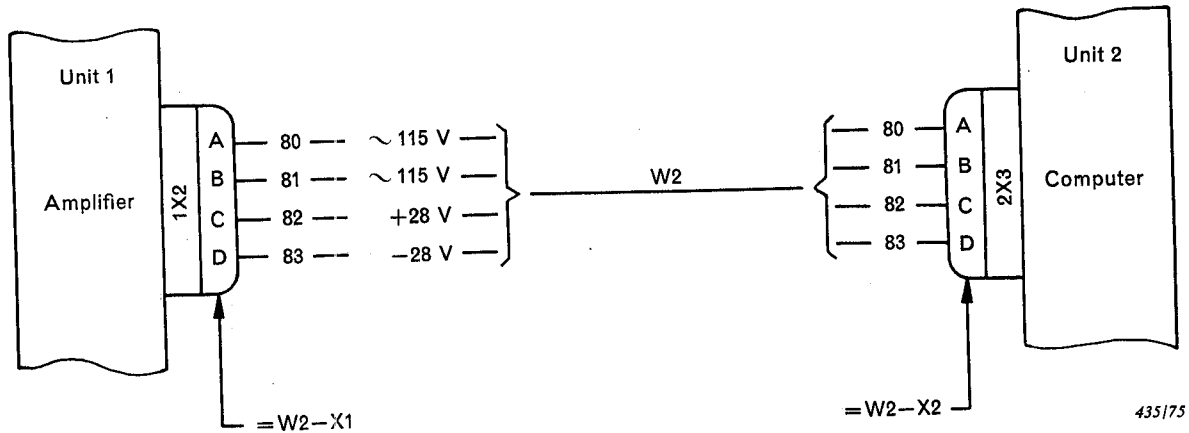 Unit 1
Amplifier
1X2
A 80 ∼ 115 V
B 81 ∼ 115 V
C 82 +28 V
D 83 −28 V
=W2−X1
W2
80 A
81 B
82 C
83 D
2X3
Unit 2
Computer
=W2−X2
435/75